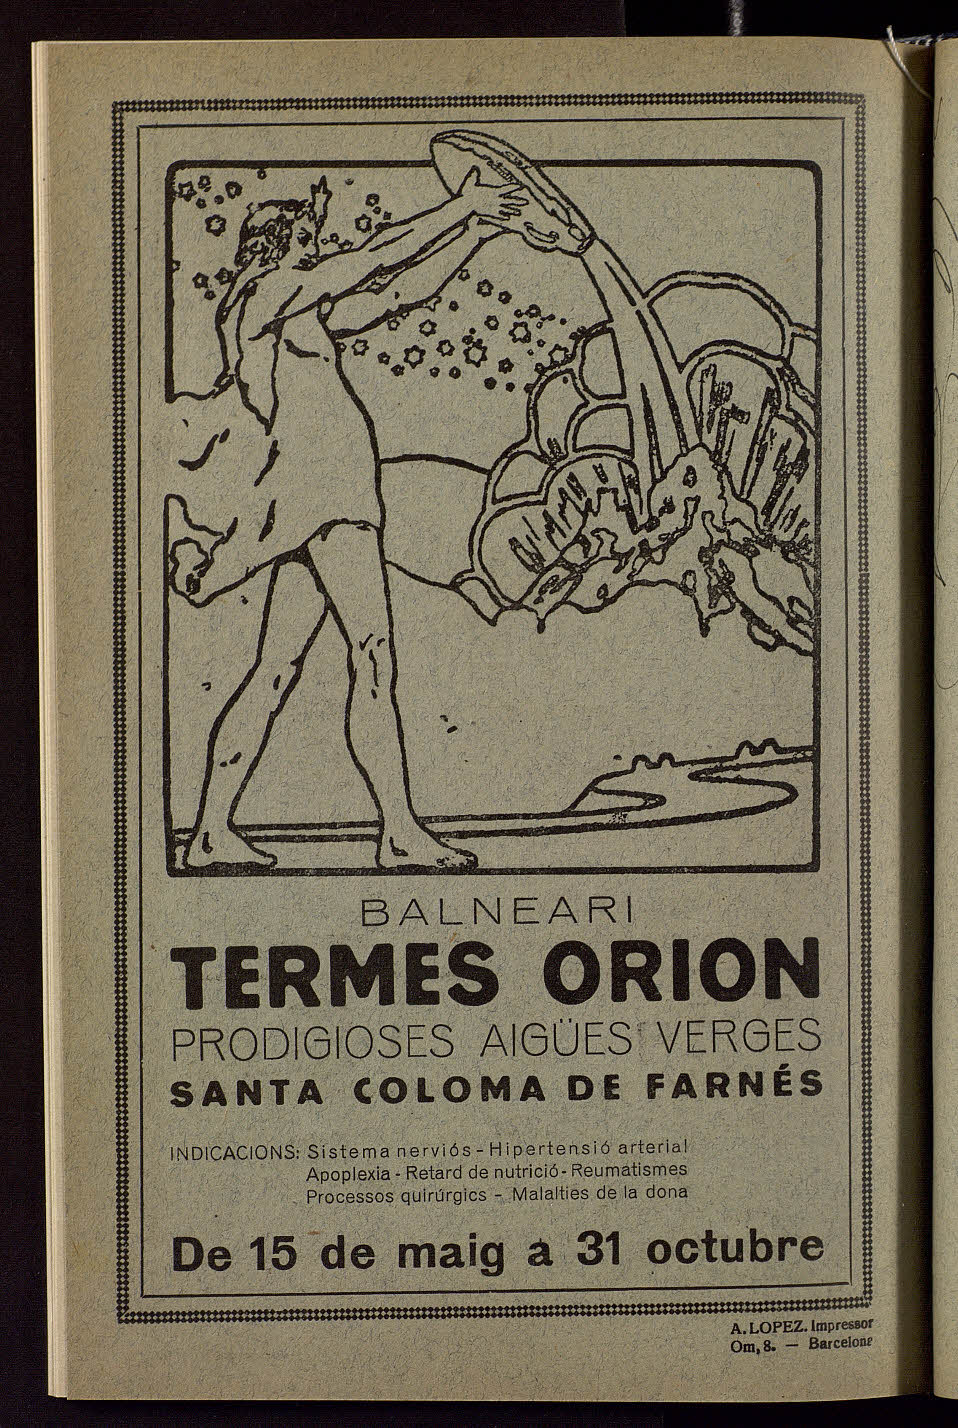 BALNEARI
TERMES ORION
PRODIGIOSES AIGÜES VERGES
SANTA COLOMA DE FARNÉS
INDICACIONS: Sistema nerviós - Hipertensió arterial
Apoplexia - Retard de nutrició - Reumatismes
Processos quirúrgics - Malalties de la dona
De 15 de maig a 31 octubre
A. LOPEZ. Impressor
Om, 8. — Barcelona